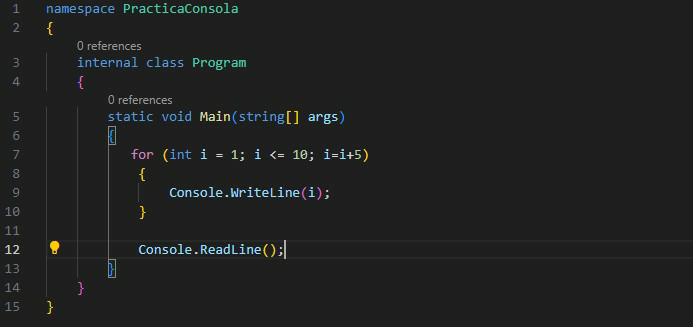 1 namespace PracticaConsola
2 {
0 references
3 internal class Program
4 {
0 references
5 static void Main(string[] args)
6 {
7 for (int i = 1; i <= 10; i=i+5)
8 {
9 Console.WriteLine(i);
10 }
11
12 Console.ReadLine();
13 }
14 }
15 }